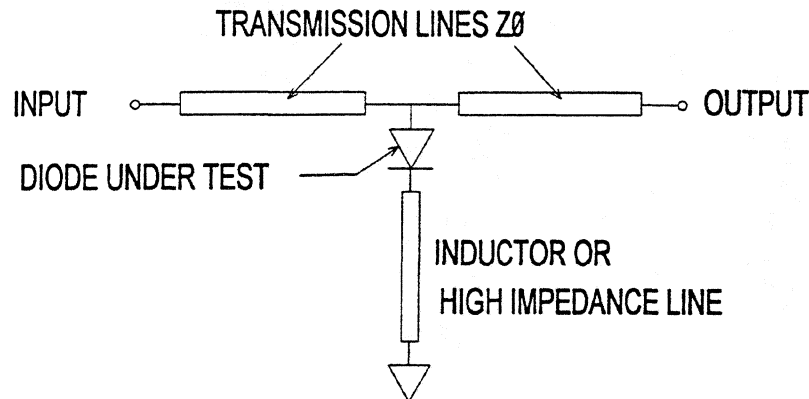 TRANSMISSION LINES ZØ
INPUT
OUTPUT
DIODE UNDER TEST
INDUCTOR OR
HIGH IMPEDANCE LINE